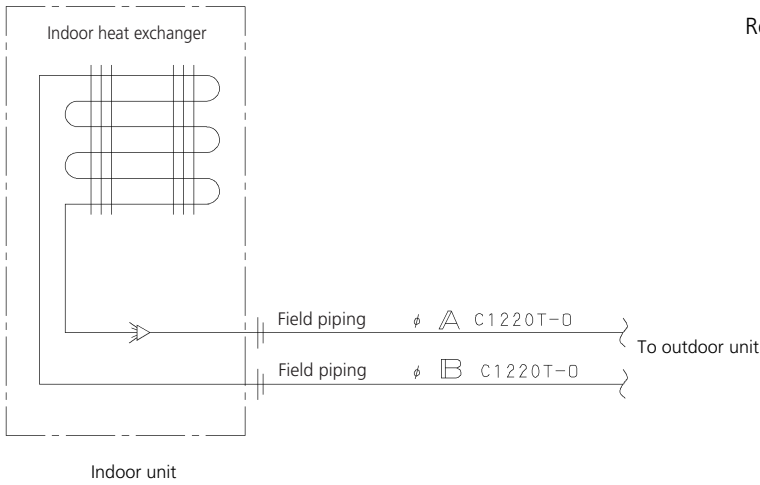 Indoor heat exchanger
Field piping ø A C1220T-O
To outdoor unit
Field piping ø B C1220T-O
Indoor unit